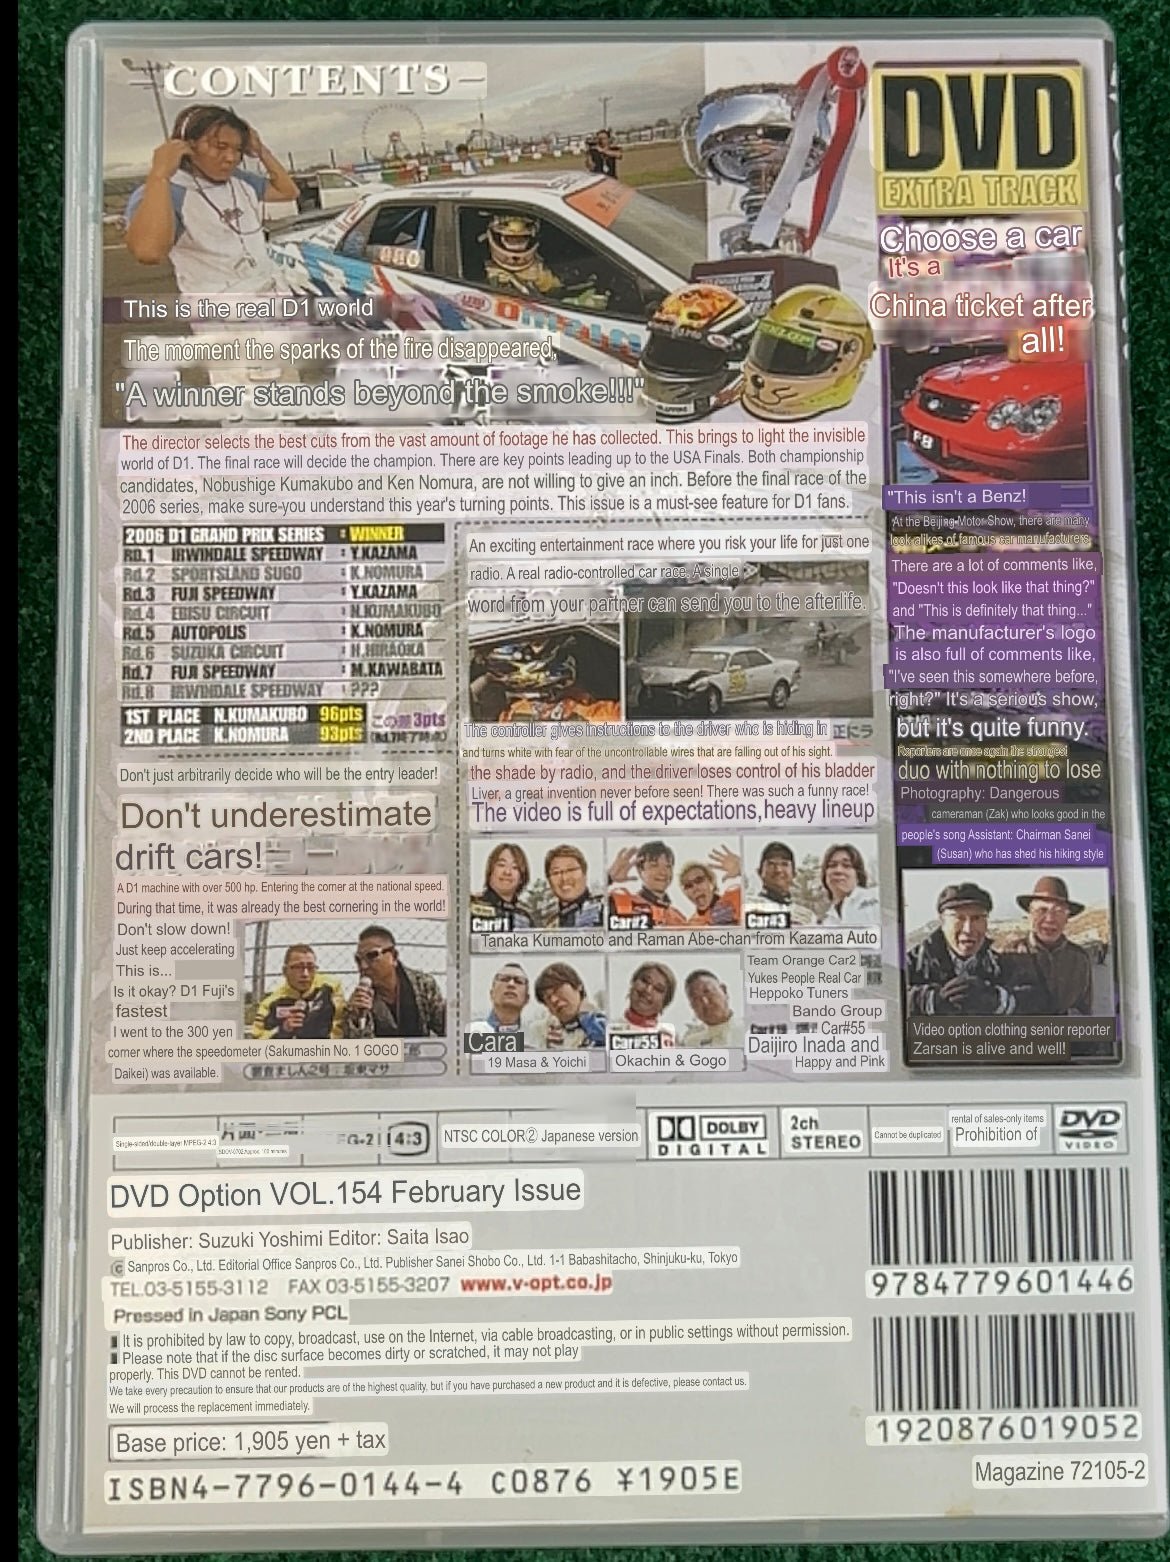 CONTENTS
This is the real D1 world
The moment the sparks of the fire disappeared,
"A winner stands beyond the smoke!!!"
The director selects the best cuts from the vast amount of footage he has collected. This brings to light the invisible
world of D1. The final race will decide the champion. There are key points leading up to the USA Finals. Both championship
candidates, Nobushige Kumakubo and Ken Nomura, are not willing to give an inch. Before the final race of the
2006 series, make sure-you understand this year's turning points. This issue is a must-see feature for D1 fans.
2006 D1 GRAND PRIX SERIES : WINNER
RD.1 IRWINDALE SPEEDWAY : Y.KAZAMA
Rd.2 SPORTSLAND SUGO : K.NOMURA
Rd.3 FUJI SPEEDWAY : Y.KAZAMA
Rd.4 EBISU CIRCUIT : N.KUMAKUBO
Rd.5 AUTOPOLIS : K.NOMURA
Rd.6 SUZUKA CIRCUIT : H.HIRAOKA
Rd.7 FUJI SPEEDWAY : M.KAWABATA
Rd.8 IRWINDALE SPEEDWAY : ???
1ST PLACE N.KUMAKUBO 96pts
2ND PLACE K.NOMURA 93pts
この差3pts
Don't just arbitrarily decide who will be the entry leader!
Don't underestimate
drift cars!
A D1 machine with over 500 hp. Entering the corner at the national speed.
During that time, it was already the best cornering in the world!
Don't slow down!
Just keep accelerating
This is...
Is it okay? D1 Fuji's
fastest
I went to the 300 yen
corner where the speedometer (Sakumashin No. 1 GOGO
Daikei) was available.
An exciting entertainment race where you risk your life for just one
radio. A real radio-controlled car race. A single
word from your partner can send you to the afterlife.
The controller gives instructions to the driver who is hiding in
and turns white with fear of the uncontrollable wires that are falling out of his sight.
the shade by radio, and the driver loses control of his bladder
Liver, a great invention never before seen! There was such a funny race!
The video is full of expectations, heavy lineup
Car#1
Car#2
Car#3
Tanaka Kumamoto and Raman Abe-chan from Kazama Auto
Team Orange Car2
Yukes People Real Car
Heppoko Tuners
Bando Group
Car#55
Daijiro Inada and
Happy and Pink
Cara
Car#55
19 Masa & Yoichi
Okachin & Gogo
DVD
EXTRA TRACK
Choose a car
It's a
China ticket after
all!
"This isn't a Benz!
At the Beijing Motor Show, there are many
look-alikes of famous car manufacturers
There are a lot of comments like,
"Doesn't this look like that thing?"
and "This is definitely that thing..."
The manufacturer's logo
is also full of comments like,
"I've seen this somewhere before,
right?" It's a serious show,
but it's quite funny.
Reporters are once again the strongest
duo with nothing to lose
Photography: Dangerous
cameraman (Zak) who looks good in the
people's song Assistant: Chairman Sanei
(Susan) who has shed his hiking style
Video option clothing senior reporter
Zarsan is alive and well!
Single-sided/double-layer MPEG-2 4:3
4:3
NTSC COLOR② Japanese version
DOLBY
DIGITAL
2ch
STEREO
Cannot be duplicated
rental of sales-only items
Prohibition of
DVD
VIDEO
DVD Option VOL.154 February Issue
Publisher: Suzuki Yoshimi Editor: Saita Isao
© Sanpros Co., Ltd. Editorial Office Sanpros Co., Ltd. Publisher Sanei Shobo Co., Ltd. 1-1 Babashitacho, Shinjuku-ku, Tokyo
TEL.03-5155-3112 FAX 03-5155-3207 www.v-opt.co.jp
Pressed in Japan Sony PCL
It is prohibited by law to copy, broadcast, use on the Internet, via cable broadcasting, or in public settings without permission.
Please note that if the disc surface becomes dirty or scratched, it may not play
properly. This DVD cannot be rented.
We take every precaution to ensure that our products are of the highest quality, but if you have purchased a new product and it is defective, please contact us.
We will process the replacement immediately.
Base price: 1,905 yen + tax
ISBN4-7796-0144-4 C0876 ¥1905E
9784779601446
1920876019052
Magazine 72105-2